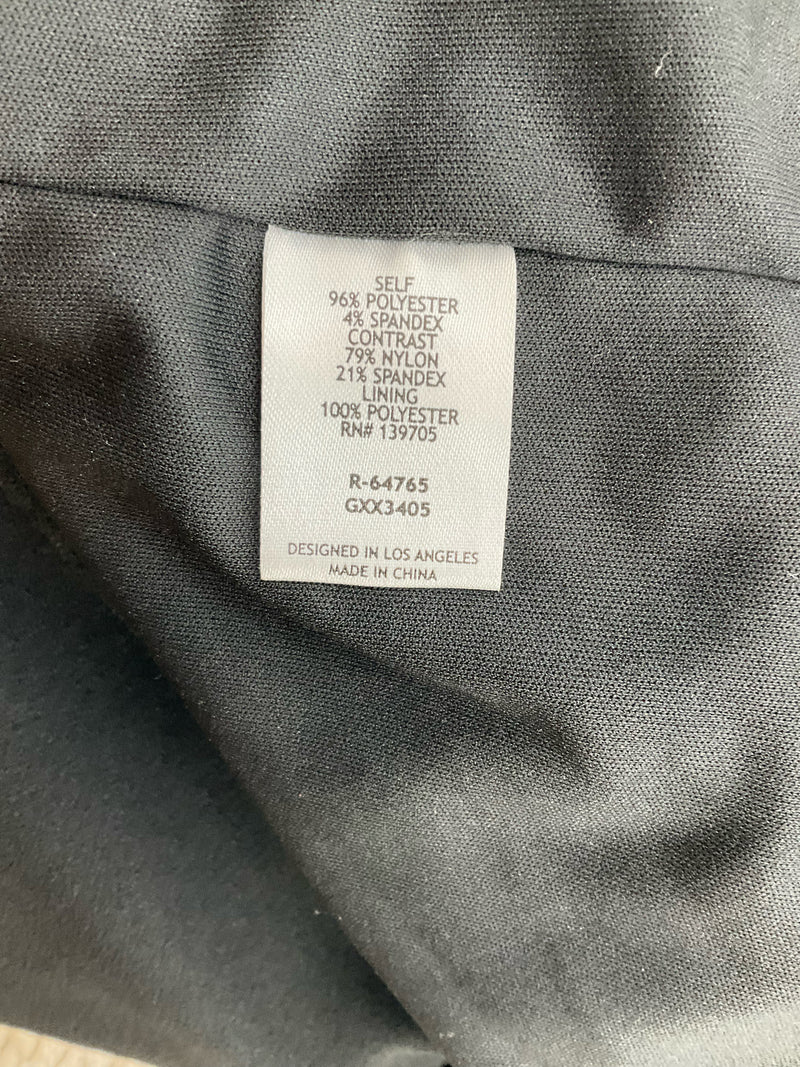 SELF
96% POLYESTER
4% SPANDEX
CONTRAST
79% NYLON
21% SPANDEX
LINING
100% POLYESTER
RN# 139705
R-64765
GXX3405
DESIGNED IN LOS ANGELES
MADE IN CHINA